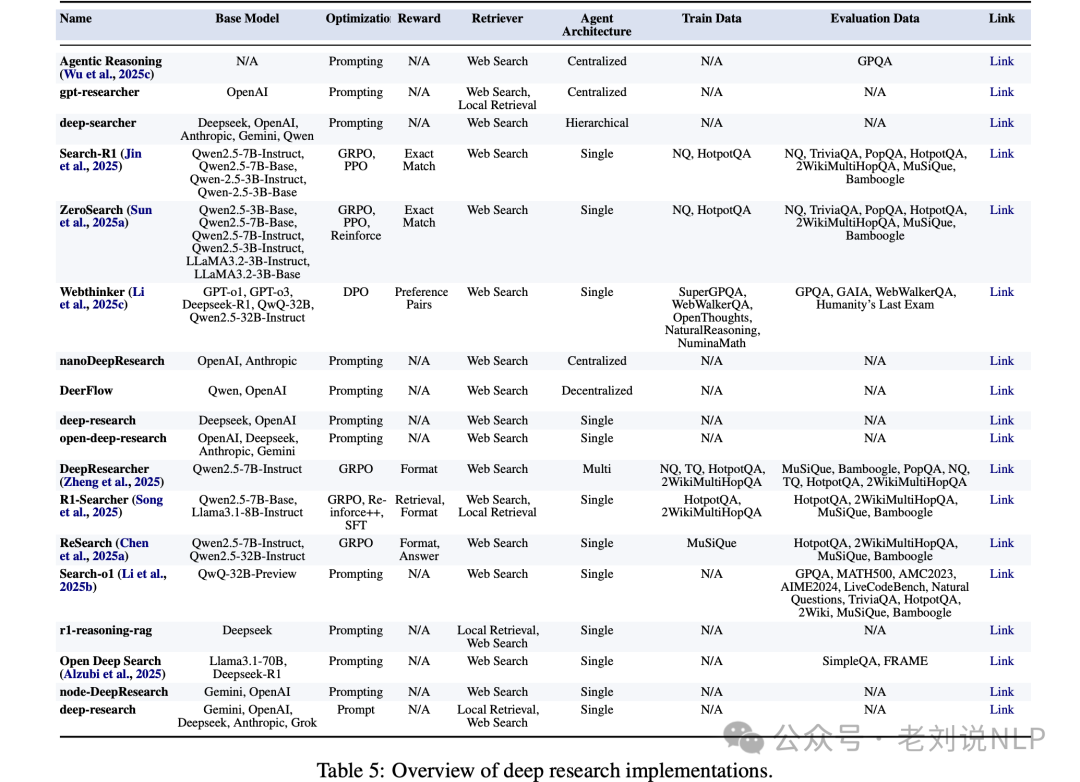 Name Base Model Optimizatio Reward Retriever Agent Architecture Train Data Evaluation Data Link
Agentic Reasoning (Wu et al., 2025c) N/A Prompting N/A Web Search Centralized N/A GPQA Link
gpt-researcher OpenAI Prompting N/A Web Search, Local Retrieval Centralized N/A N/A Link
deep-searcher Deepseek, OpenAI, Anthropic, Gemini, Qwen Prompting N/A Web Search Hierarchical N/A N/A Link
Search-R1 (Jin et al., 2025) Qwen2.5-7B-Instruct, Qwen2.5-7B-Base, Qwen-2.5-3B-Instruct, Qwen-2.5-3B-Base GRPO, PPO Exact Match Web Search Single NQ, HotpotQA NQ, TriviaQA, PopQA, HotpotQA, 2WikiMultiHopQA, MuSiQue, Bamboogle Link
ZeroSearch (Sun et al., 2025a) Qwen2.5-3B-Base, Qwen2.5-7B-Base, Qwen2.5-7B-Instruct, Qwen2.5-3B-Instruct, LLaMA3.2-3B-Instruct, LLaMA3.2-3B-Base GRPO, PPO, Reinforce Exact Match Web Search Single NQ, HotpotQA NQ, TriviaQA, PopQA, HotpotQA, 2WikiMultiHopQA, MuSiQue, Bamboogle Link
Webthinker (Li et al., 2025c) GPT-o1, GPT-o3, Deepseek-R1, QwQ-32B, Qwen2.5-32B-Instruct DPO Preference Pairs Web Search Single SuperGPQA, WebWalkerQA, OpenThoughts, NaturalReasoning, NuminaMath GPQA, GAIA, WebWalkerQA, Humanity's Last Exam Link
nanoDeepResearch OpenAI, Anthropic Prompting N/A Web Search Centralized N/A N/A Link
DeerFlow Qwen, OpenAI Prompting N/A Web Search Decentralized N/A N/A Link
deep-research Deepseek, OpenAI Prompting N/A Web Search Single N/A N/A Link
open-deep-research OpenAI, Deepseek, Anthropic, Gemini Prompting N/A Web Search Single N/A N/A Link
DeepResearcher (Zheng et al., 2025) Qwen2.5-7B-Instruct GRPO Format Web Search Multi NQ, TQ, HotpotQA, 2WikiMultiHopQA MuSiQue, Bamboogle, PopQA, NQ, TQ, HotpotQA, 2WikiMultiHopQA Link
R1-Searcher (Song et al., 2025) Qwen2.5-7B-Base, Llama3.1-8B-Instruct GRPO, Re-inforce++, SFT Retrieval, Format Web Search, Local Retrieval Single HotpotQA, 2WikiMultiHopQA HotpotQA, 2WikiMultiHopQA, MuSiQue, Bamboogle Link
ReSearch (Chen et al., 2025a) Qwen2.5-7B-Instruct, Qwen2.5-32B-Instruct GRPO Format, Answer Web Search Single MuSiQue HotpotQA, 2WikiMultiHopQA, MuSiQue, Bamboogle Link
Search-o1 (Li et al., 2025b) QwQ-32B-Preview Prompting N/A Web Search Single N/A GPQA, MATH500, AMC2023, AIME2024, LiveCodeBench, Natural Questions, TriviaQA, HotpotQA, 2Wiki, MuSiQue, Bamboogle Link
r1-reasoning-rag Deepseek Prompting N/A Local Retrieval, Web Search Single N/A N/A Link
Open Deep Search (Alzubi et al., 2025) Llama3.1-70B, Deepseek-R1 Prompting N/A Web Search Single N/A SimpleQA, FRAME Link
node-DeepResearch Gemini, OpenAI Prompting N/A Web Search Single N/A N/A Link
deep-research Gemini, OpenAI, Deepseek, Anthropic, Grok Prompt N/A Local Retrieval, Web Search Single N/A N/A Link
公众号 · 老刘说NLP
Table 5: Overview of deep research implementations.